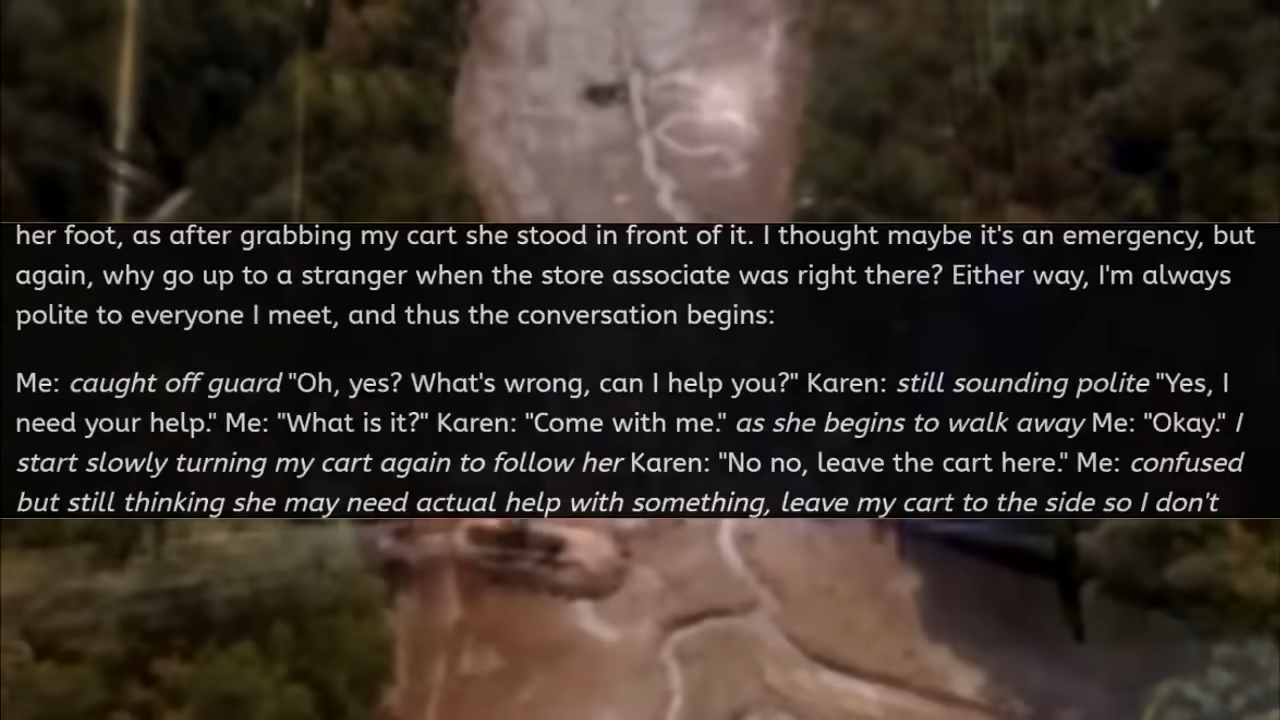 her foot, as after grabbing my cart she stood in front of it. I thought maybe it's an emergency, but
again, why go up to a stranger when the store associate was right there? Either way, I'm always
polite to everyone I meet, and thus the conversation begins:
Me: caught off guard "Oh, yes? What's wrong, can I help you?" Karen: still sounding polite "Yes, I
need your help." Me: "What is it?" Karen: "Come with me." as she begins to walk away Me: "Okay." I
start slowly turning my cart again to follow her Karen: "No no, leave the cart here." Me: confused
but still thinking she may need actual help with something, leave my cart to the side so I don't